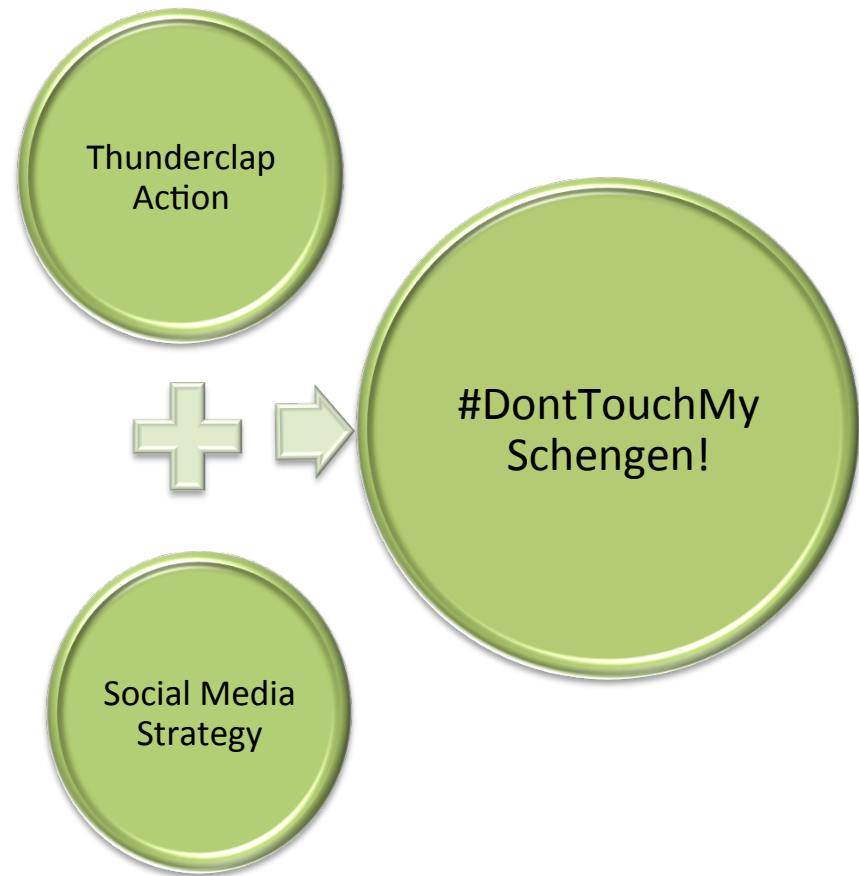 Thunderclap
Action
#DontTouchMy
Schengen!
Social Media
Strategy